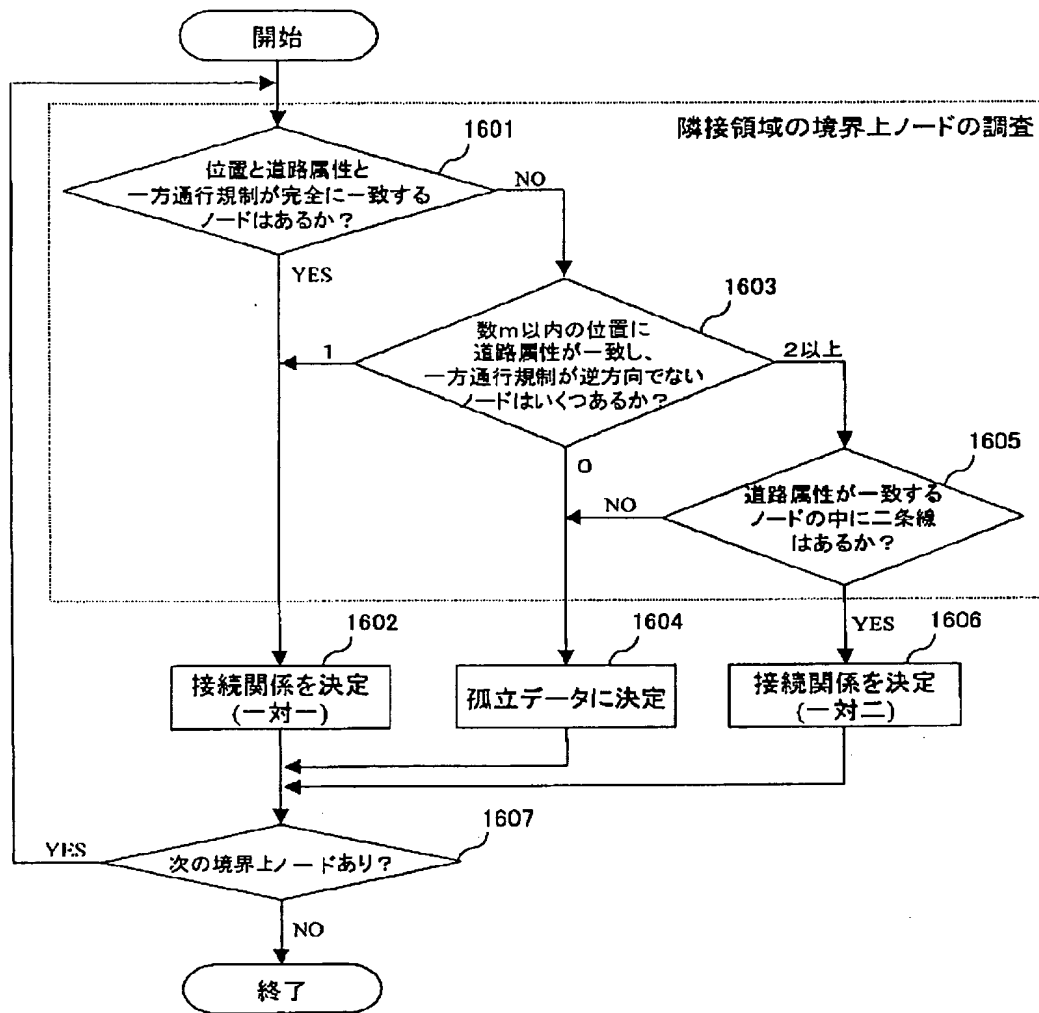 開始
隣接領域の境界上ノードの調査
1601
位置と道路属性と
一方通行規制が完全に一致する
ノードはあるか？
NO
YES
1603
数m以内の位置に
道路属性が一致し、
一方通行規制が逆方向でない
ノードはいくつあるか？
1
2以上
0
1605
道路属性が一致する
ノードの中に二条線
はあるか？
NO
YES
1602
接続関係を決定
(一対一)
1604
孤立データに決定
1606
接続関係を決定
(一対二)
1607
次の境界上ノードあり？
YES
NO
終了